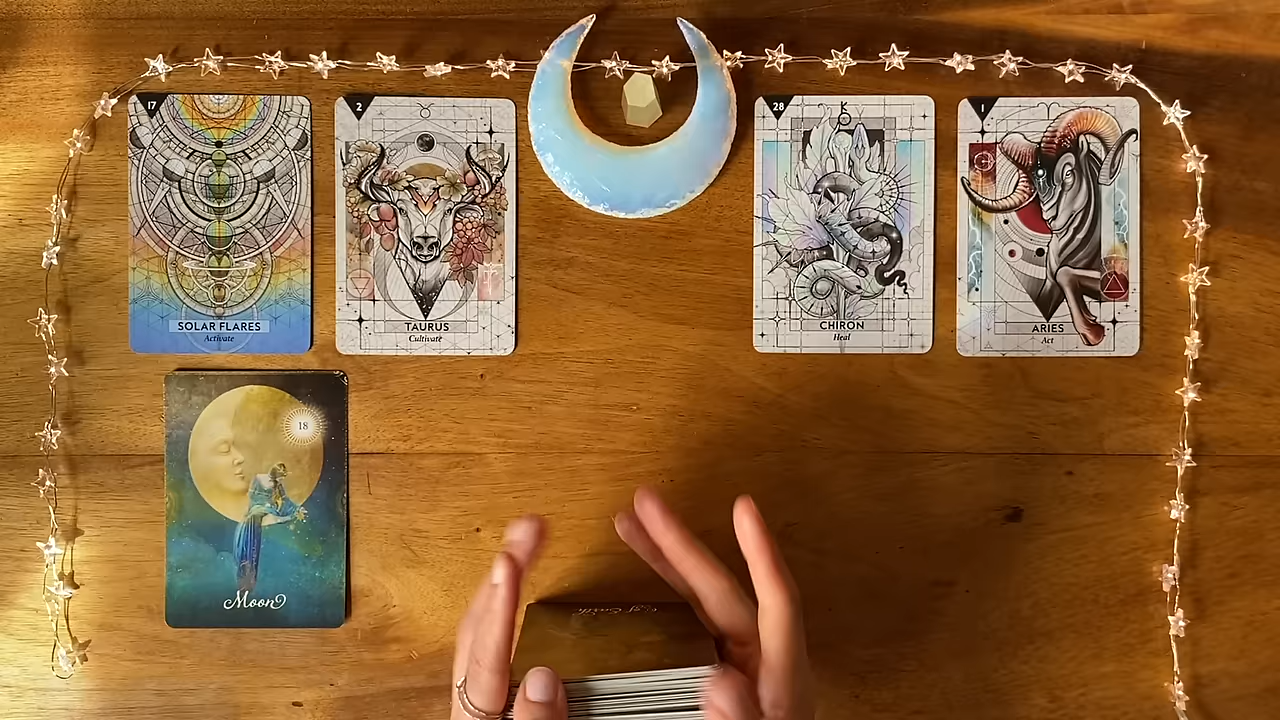 17
SOLAR FLARES
Activate
2
TAURUS
Cultivate
28
CHIRON
Heal
1
ARIES
Act
18
Moon